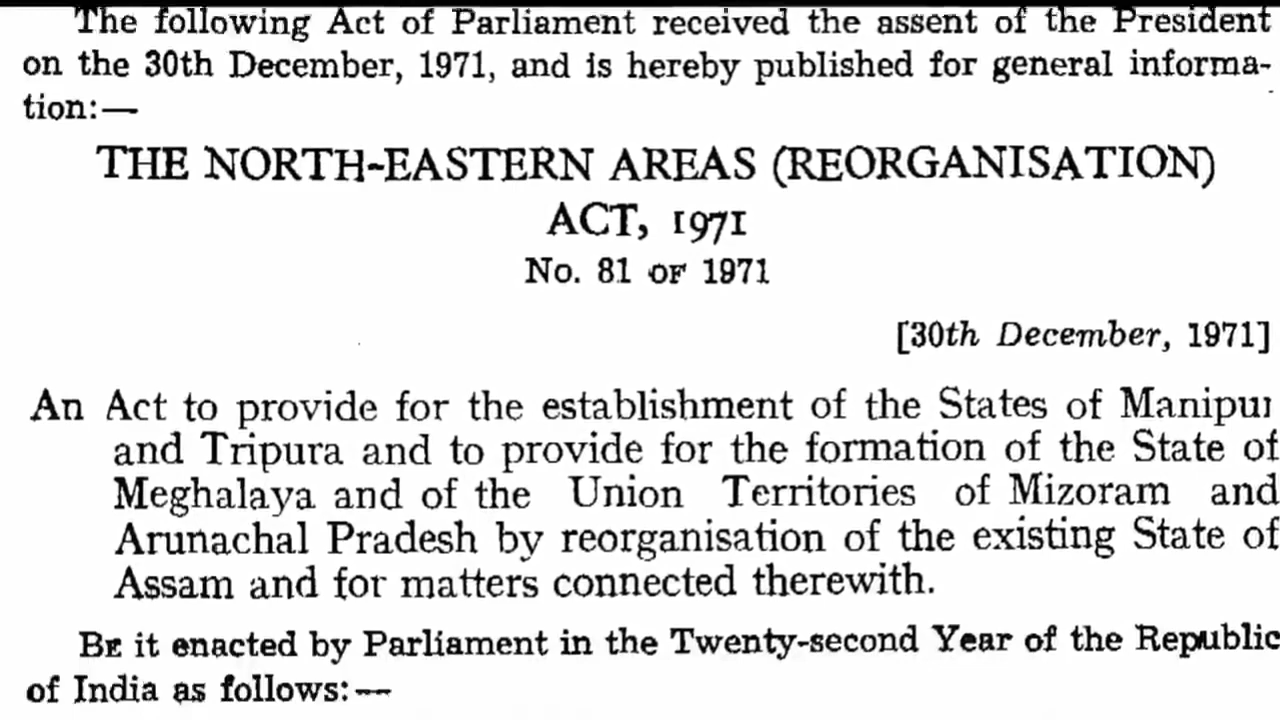 The following Act of Parliament received the assent of the President
on the 30th December, 1971, and is hereby published for general informa-
tion:—
THE NORTH-EASTERN AREAS (REORGANISATION)
ACT, 1971
No. 81 OF 1971
[30th December, 1971]
An Act to provide for the establishment of the States of Manipur
and Tripura and to provide for the formation of the State of
Meghalaya and of the Union Territories of Mizoram and
Arunachal Pradesh by reorganisation of the existing State of
Assam and for matters connected therewith.
BE it enacted by Parliament in the Twenty-second Year of the Republic
of India as follows:—